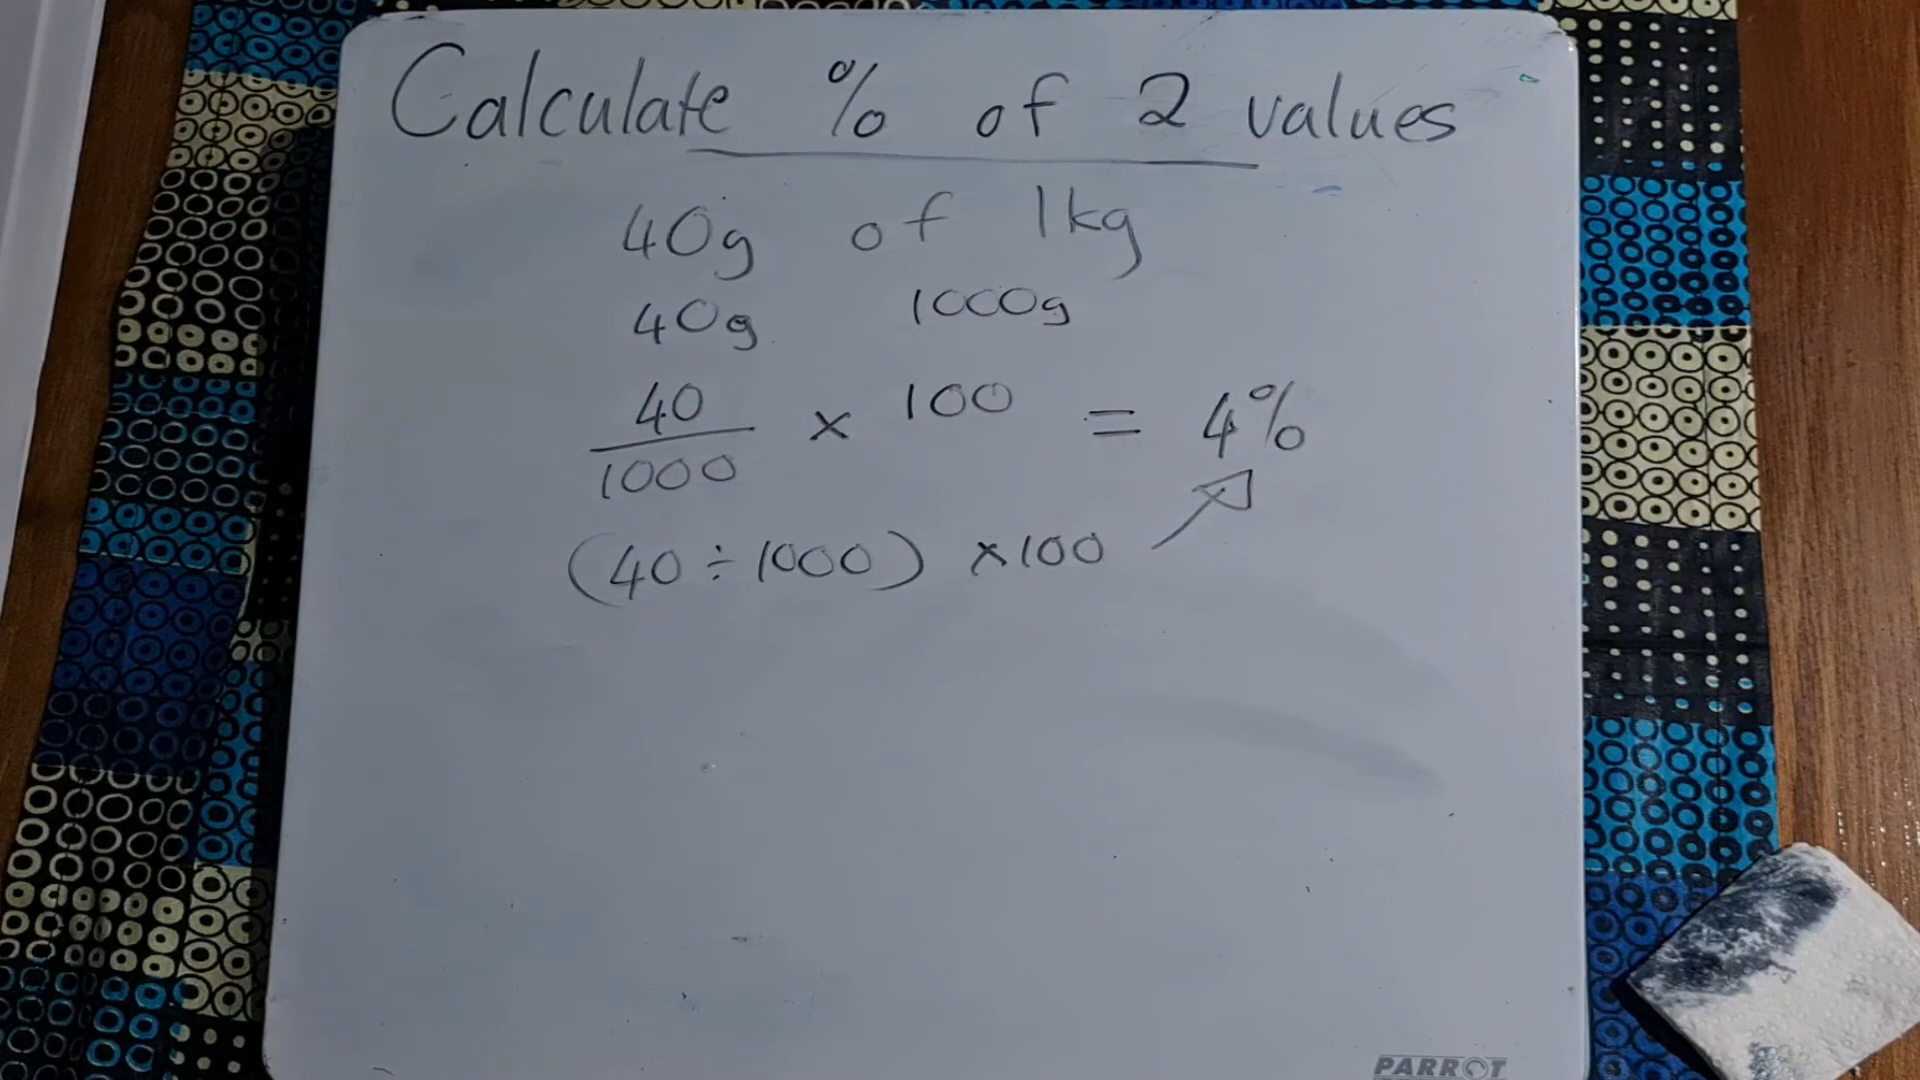 Calculate % of 2 values
40g of 1kg
40g 1000g
40/1000 × 100 = 4%
(40 ÷ 1000) ×100
PARROT